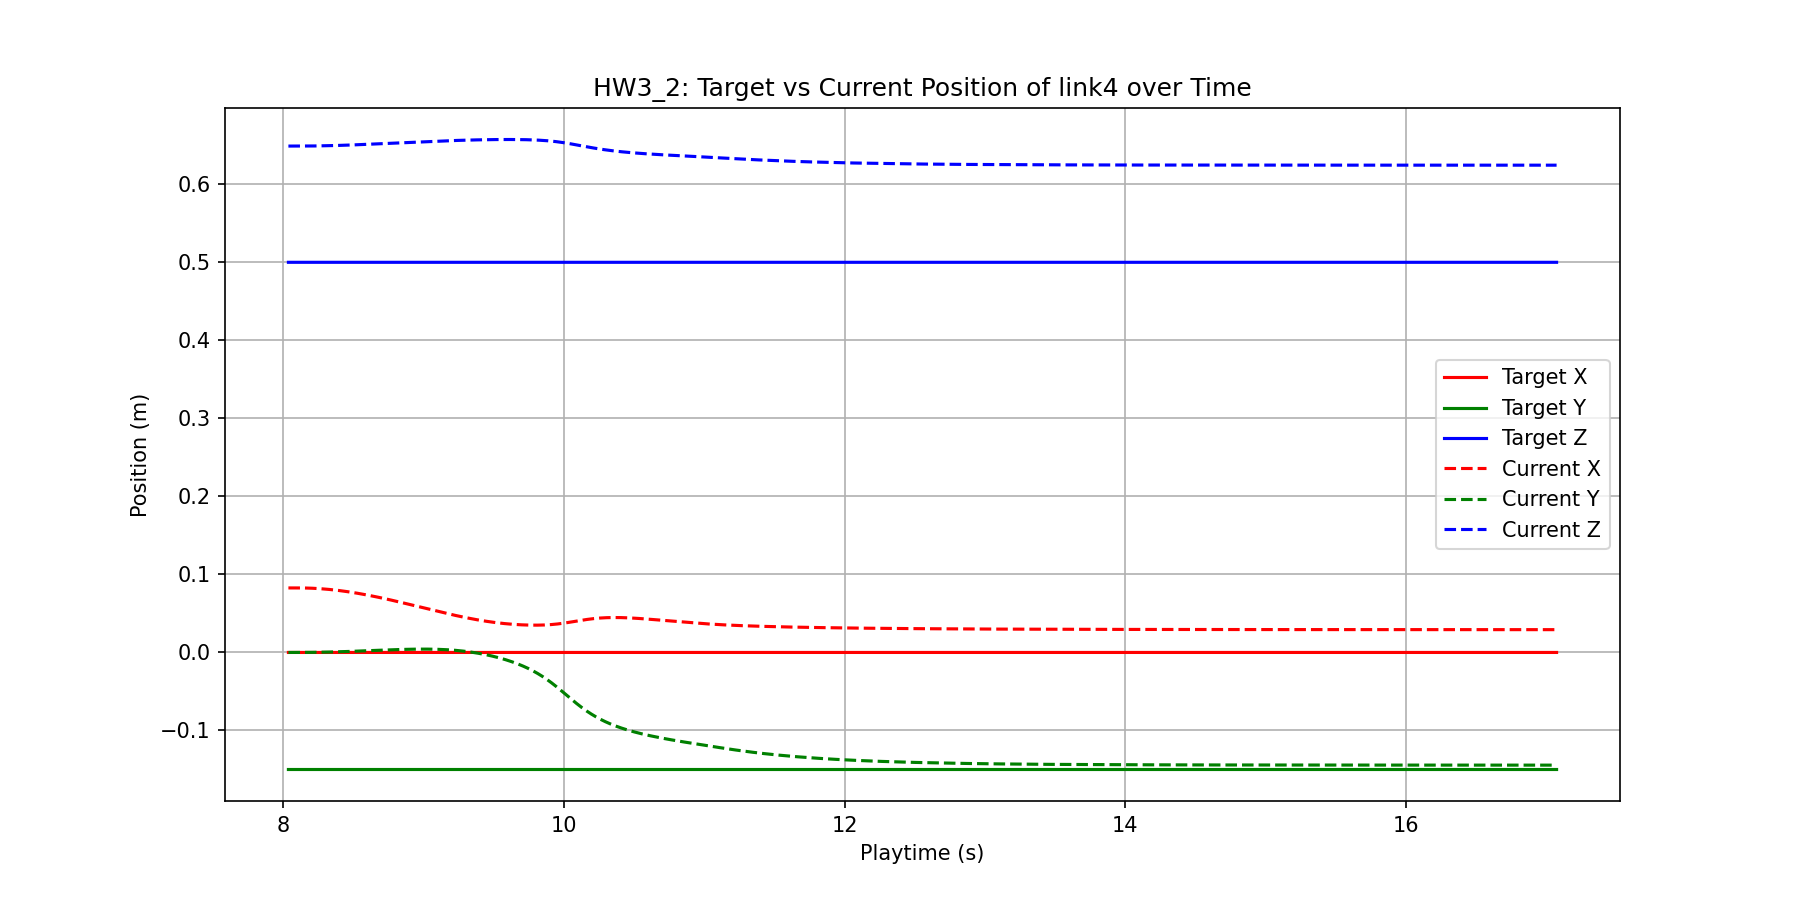 HW3_2: Target vs Current Position of link4 over Time
Position (m)
0.6
0.5
0.4
0.3
0.2
0.1
0.0
−0.1
Target X
Target Y
Target Z
Current X
Current Y
Current Z
8
10
12
14
16
Playtime (s)